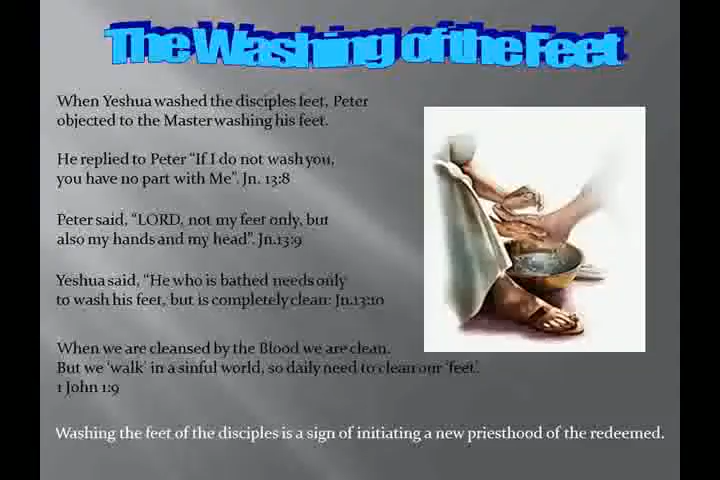 The Washing of the Feet
When Yeshua washed the disciples feet, Peter
objected to the Master washing his feet.
He replied to Peter “If I do not wash you,
you have no part with Me”. Jn. 13:8
Peter said, “LORD, not my feet only, but
also my hands and my head”. Jn.13:9
Yeshua said, “He who is bathed needs only
to wash his feet, but is completely clean: Jn.13:10
When we are cleansed by the Blood we are clean.
But we ‘walk’ in a sinful world, so daily need to clean our ‘feet’.
1 John 1:9
Washing the feet of the disciples is a sign of initiating a new priesthood of the redeemed.